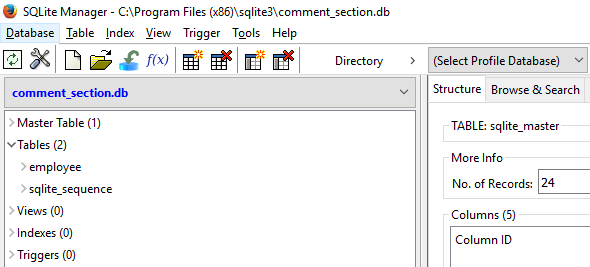 SQLite Manager - C:\Program Files (x86)\sqlite3\comment_section.db
Database Table Index View Trigger Tools Help
f(x) Directory (Select Profile Database)
comment_section.db
Structure Browse & Search
Master Table (1)
Tables (2)
employee
sqlite_sequence
Views (0)
Indexes (0)
Triggers (0)
TABLE: sqlite_master
More Info
No. of Records: 24
Columns (5)
Column ID